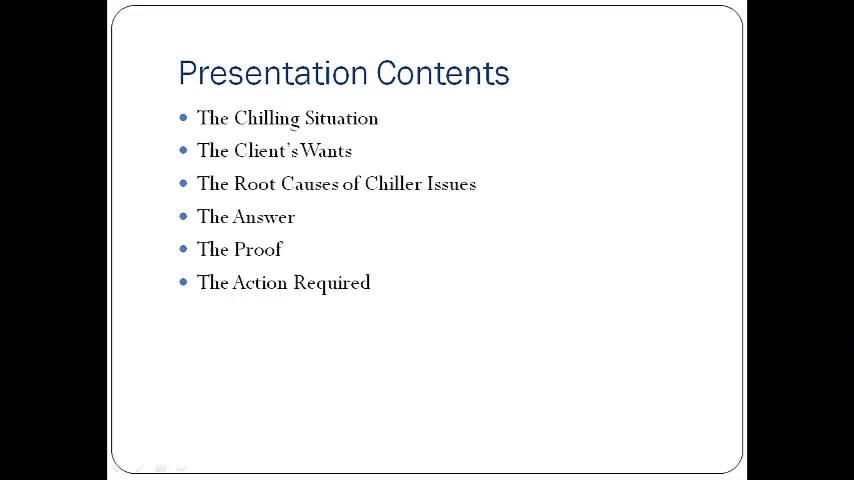 Presentation Contents
The Chilling Situation
The Client's Wants
The Root Causes of Chiller Issues
The Answer
The Proof
The Action Required